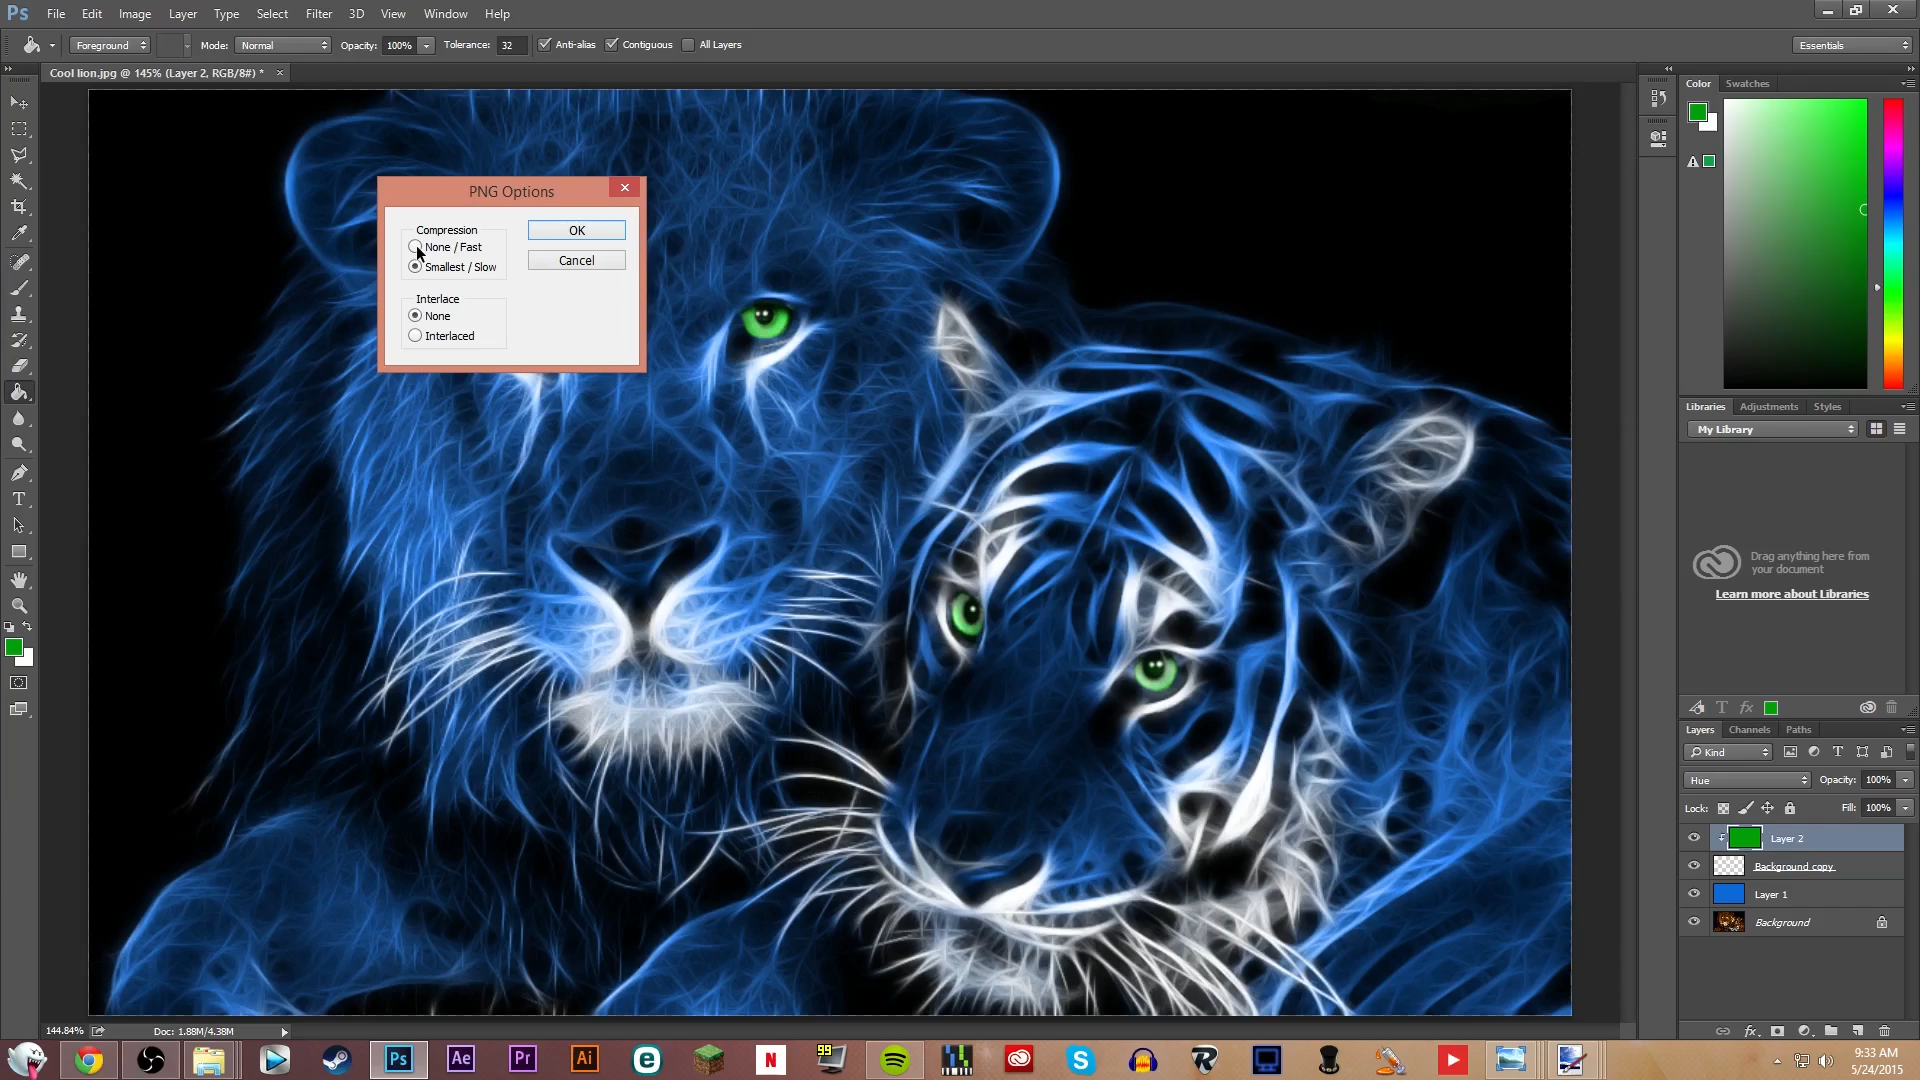 Ps File Edit Image Layer Type Select Filter 3D View Window Help
Foreground Mode: Normal Opacity: 100% Tolerance: 32 Anti-alias Contiguous All Layers Essentials
Cool lion.jpg @ 145% (Layer 2, RGB/8#) * ×
Color Swatches
PNG Options
Compression
None / Fast
Smallest / Slow
OK
Cancel
Interlace
None
Interlaced
Libraries Adjustments Styles
My Library
Drag anything here from
your document
Learn more about Libraries
T fx
Layers Channels Paths
Kind T
Hue Opacity: 100%
Lock: Fill: 100%
Layer 2
Background copy
Layer 1
Background
fx
144.84% Doc: 1.88M/4.38M
Ps Ae Pr Ai e N 99 S R
9:33 AM
5/24/2015